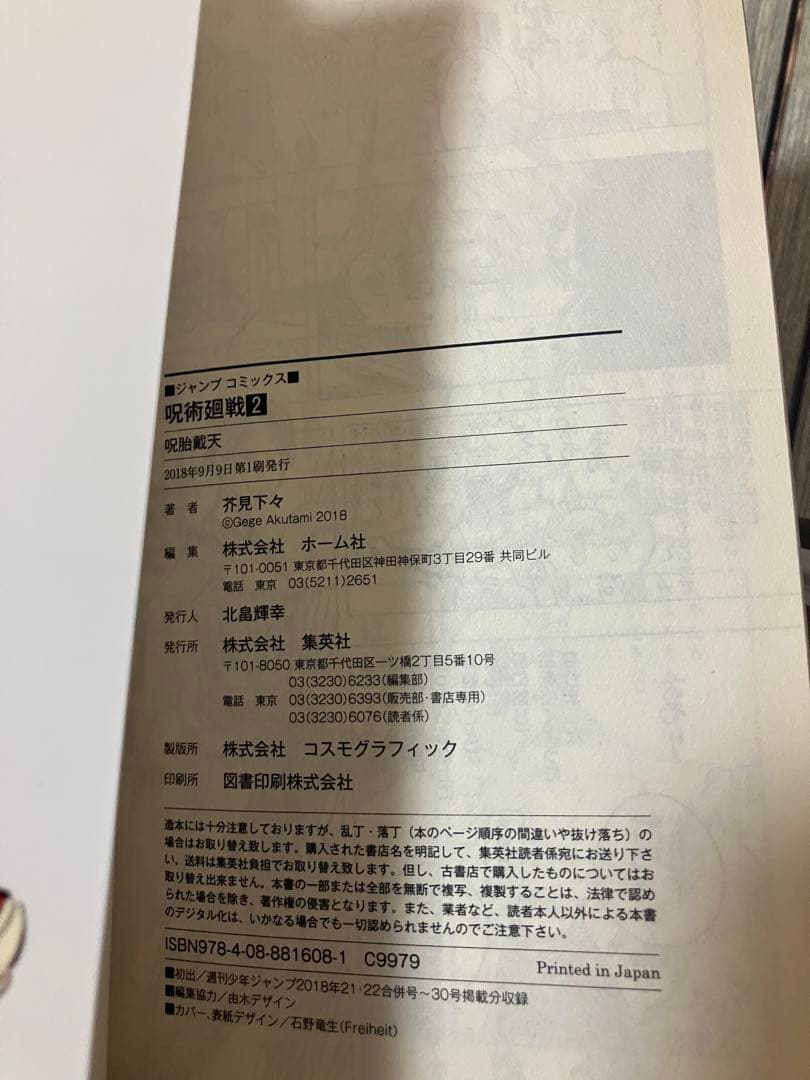 ■ジャンプ コミックス■
呪術廻戦2
呪胎戴天
2018年9月9日第1刷発行
著 者 芥見下々
©Gege Akutami 2018
編 集 株式会社 ホーム社
〒101-0051 東京都千代田区神田神保町3丁目29番 共同ビル
電話 東京 03(5211)2651
発行人 北畠輝幸
発行所 株式会社 集英社
〒101-8050 東京都千代田区一ツ橋2丁目5番10号
03(3230)6233(編集部)
電話 東京 03(3230)6393(販売部・書店専用)
03(3230)6076(読者係)
製版所 株式会社 コスモグラフィック
印刷所 図書印刷株式会社
造本には十分注意しておりますが、乱丁・落丁（本のページ順序の間違いや抜け落ち）の
場合はお取り替え致します。購入された書店名を明記して、集英社読者係宛にお送り下さ
い。送料は集英社負担でお取り替え致します。但し、古書店で購入したものについてはお
取り替え出来ません。本書の一部または全部を無断で複写、複製することは、法律で認め
られた場合を除き、著作権の侵害となります。また、業者など、読者本人以外による本書
のデジタル化は、いかなる場合でも一切認められませんのでご注意下さい。
ISBN978-4-08-881608-1 C9979
Printed in Japan
■初出／週刊少年ジャンプ2018年21・22合併号～30号掲載分収録
■編集協力／由木デザイン
■カバー、表紙デザイン／石野竜生(Freiheit)